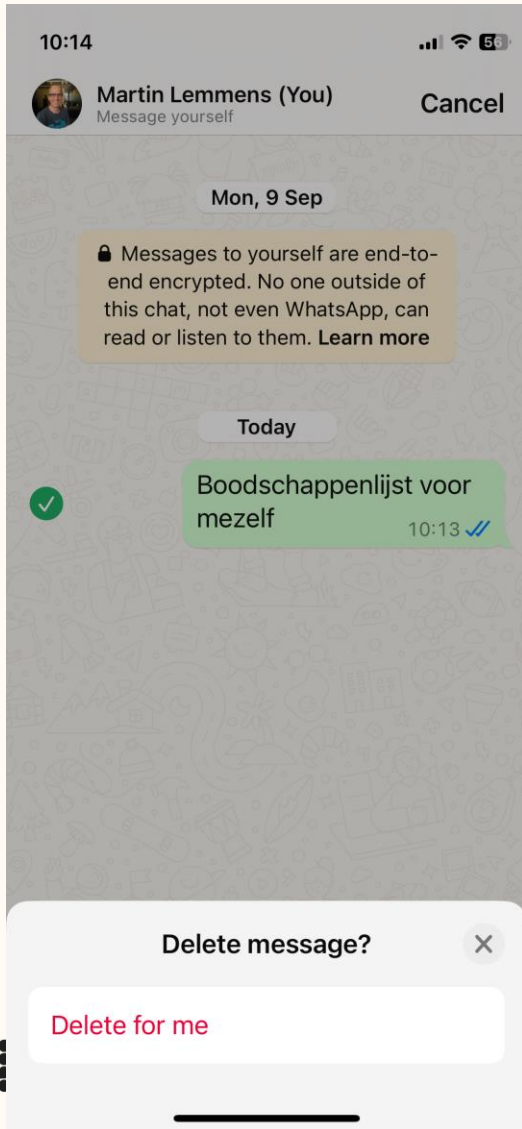 10:14
56
Martin Lemmens (You)
Message yourself
Cancel
Mon, 9 Sep
Messages to yourself are end-to-
end encrypted. No one outside of
this chat, not even WhatsApp, can
read or listen to them. Learn more
Today
Boodschappenlijst voor
mezelf
10:13
Delete message?
Delete for me